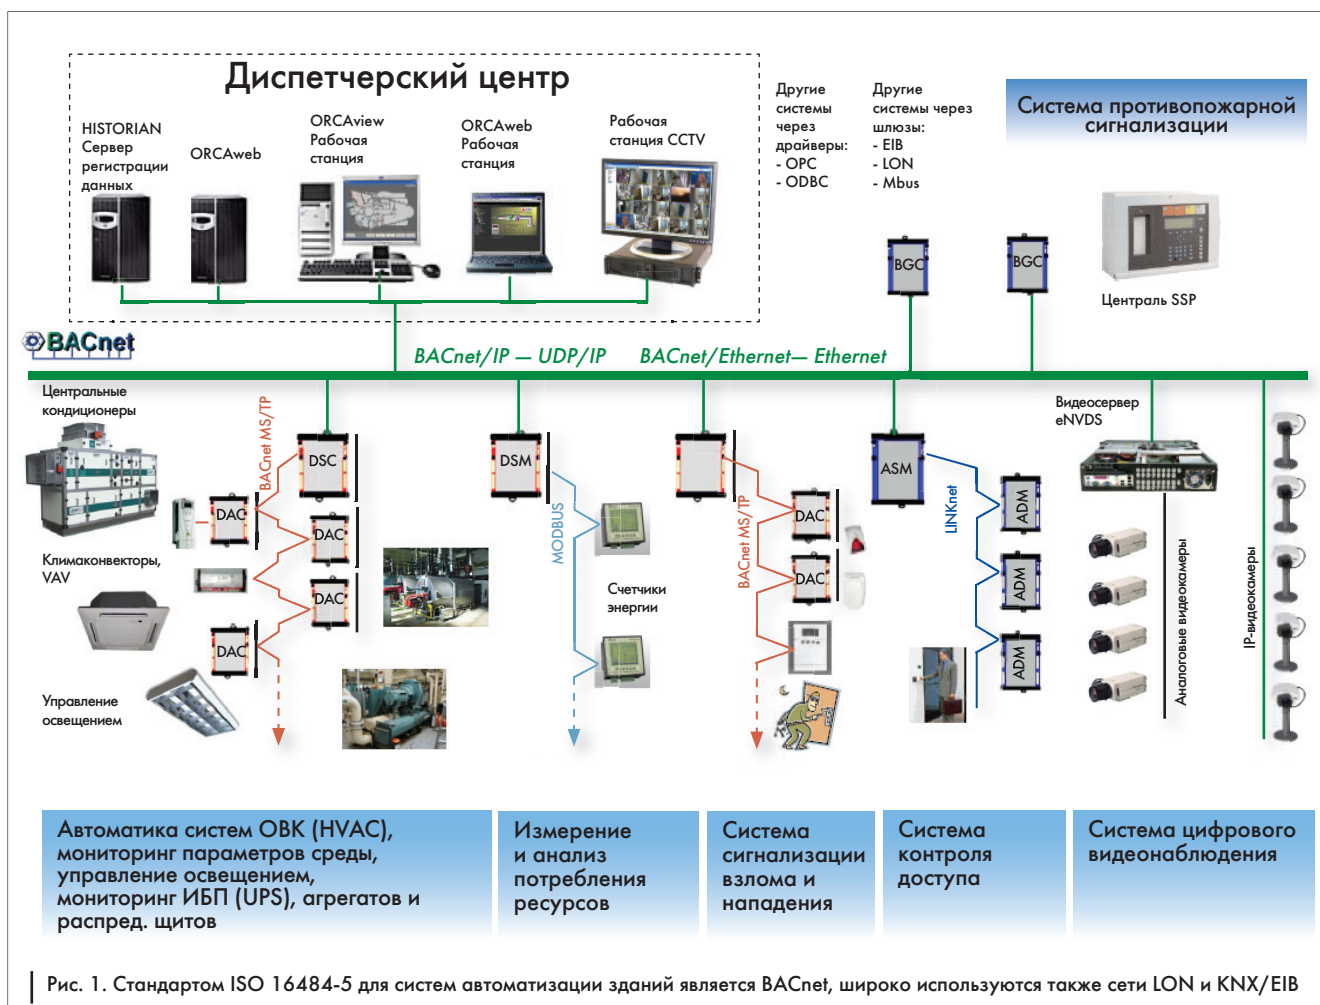 Диспетчерский центр
HISTORIAN
Сервер
регистрации
данных
ORCAweb
ORCAview
Рабочая
станция
ORCAweb
Рабочая
станция
Рабочая
станция CCTV
Другие
системы
через
драйверы:
- OPC
- ODBC
Другие
системы через
шлюзы:
- EIB
- LON
- Mbus
Система противопожарной
сигнализации
BGC
BGC
Централь SSP
BACnet
BACnet/IP — UDP/IP
BACnet/Ethernet— Ethernet
Центральные
кондиционеры
BACnet MS/TP
DSC
DAC
DAC
DAC
DAC
Климаконвекторы,
VAV
Управление
освещением
DSM
MODBUS
Счетчики
энергии
BACnet MS/TP
DAC
DAC
ASM
LINKnet
ADM
ADM
ADM
Видеосервер
eNVDS
Аналоговые видеокамеры
IP-видеокамеры
Автоматика систем ОВК (HVAC),
мониторинг параметров среды,
управление освещением,
мониторинг ИБП (UPS), агрегатов и
распред. щитов
Измерение
и анализ
потребления
ресурсов
Система
сигнализации
взлома и
нападения
Система
контроля
доступа
Система цифрового
видеонаблюдения
Рис. 1. Стандартом ISO 16484-5 для систем автоматизации зданий является BACnet, широко используются также сети LON и KNX/EIB